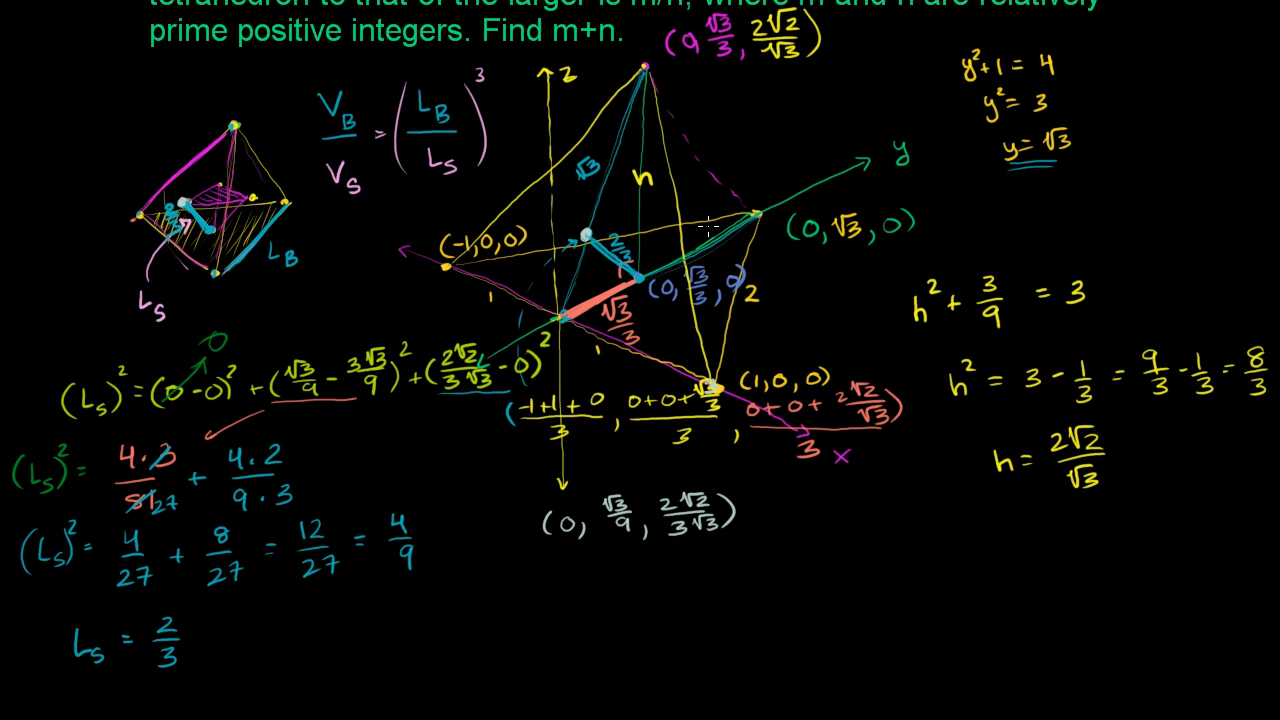 tetrahedron to that of the larger is m/n, where m and n are relatively
prime positive integers. Find m+n.
V_B / V_S = (L_B / L_S)^3
L_B
L_S
z
(0, √3/3, 2√2/√3)
y² + 1 = 4
y² = 3
y = √3
y
√3
h
(0, √3, 0)
(-1, 0, 0)
2/3
(0, √3/3, 0)
2
1
√3/3
1
(1, 0, 0)
x
(-1+1+0 / 3, 0+0+√3/3 / 3, 0+0+2√2/√3 / 3)
(0, √3/9, 2√2/3√3)
h² + 3/9 = 3
h² = 3 - 1/3 = 9/3 - 1/3 = 8/3
h = 2√2/√3
0
(L_S)² = (0-0)² + (√3/9 - 3√3/9)² + (2√2/3√3 - 0)²
(L_S)² = 4·3/81 27 + 4·2/9·3
(L_S)² = 4/27 + 8/27 = 12/27 = 4/9
L_S = 2/3